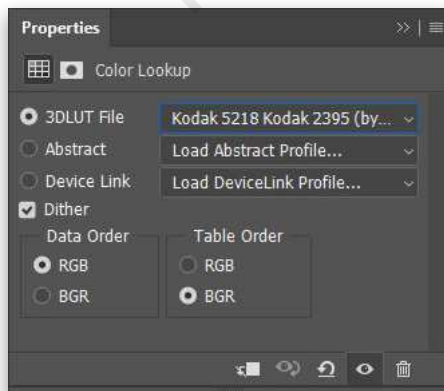 Properties
Color Lookup
3DLUT File Kodak 5218 Kodak 2395 (by...
Abstract Load Abstract Profile...
Device Link Load DeviceLink Profile...
Dither
Data Order Table Order
RGB RGB
BGR BGR